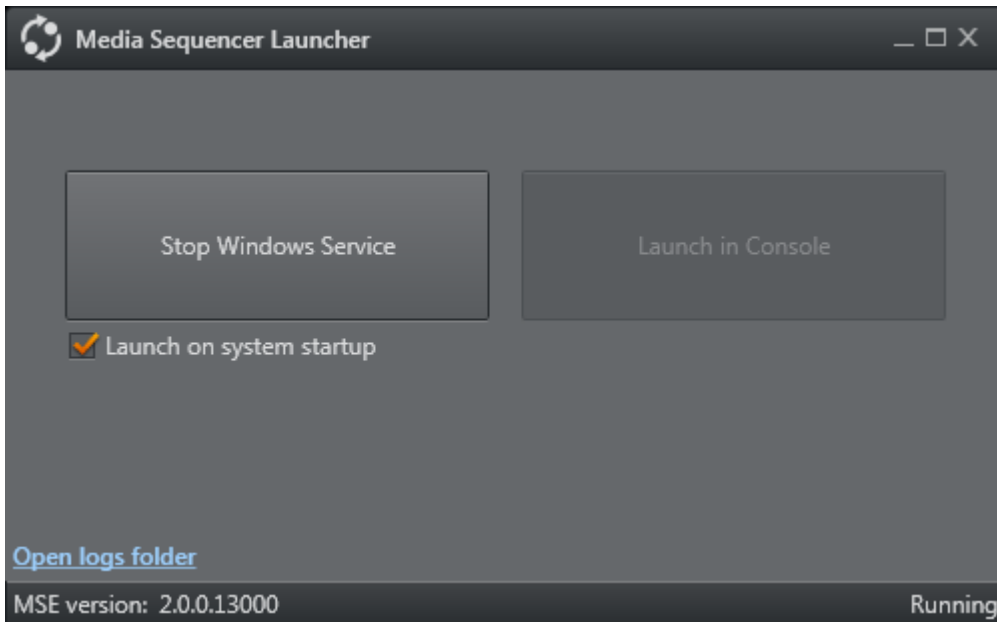 Media Sequencer Launcher
Stop Windows Service
Launch in Console
Launch on system startup
Open logs folder
MSE version: 2.0.0.13000
Running